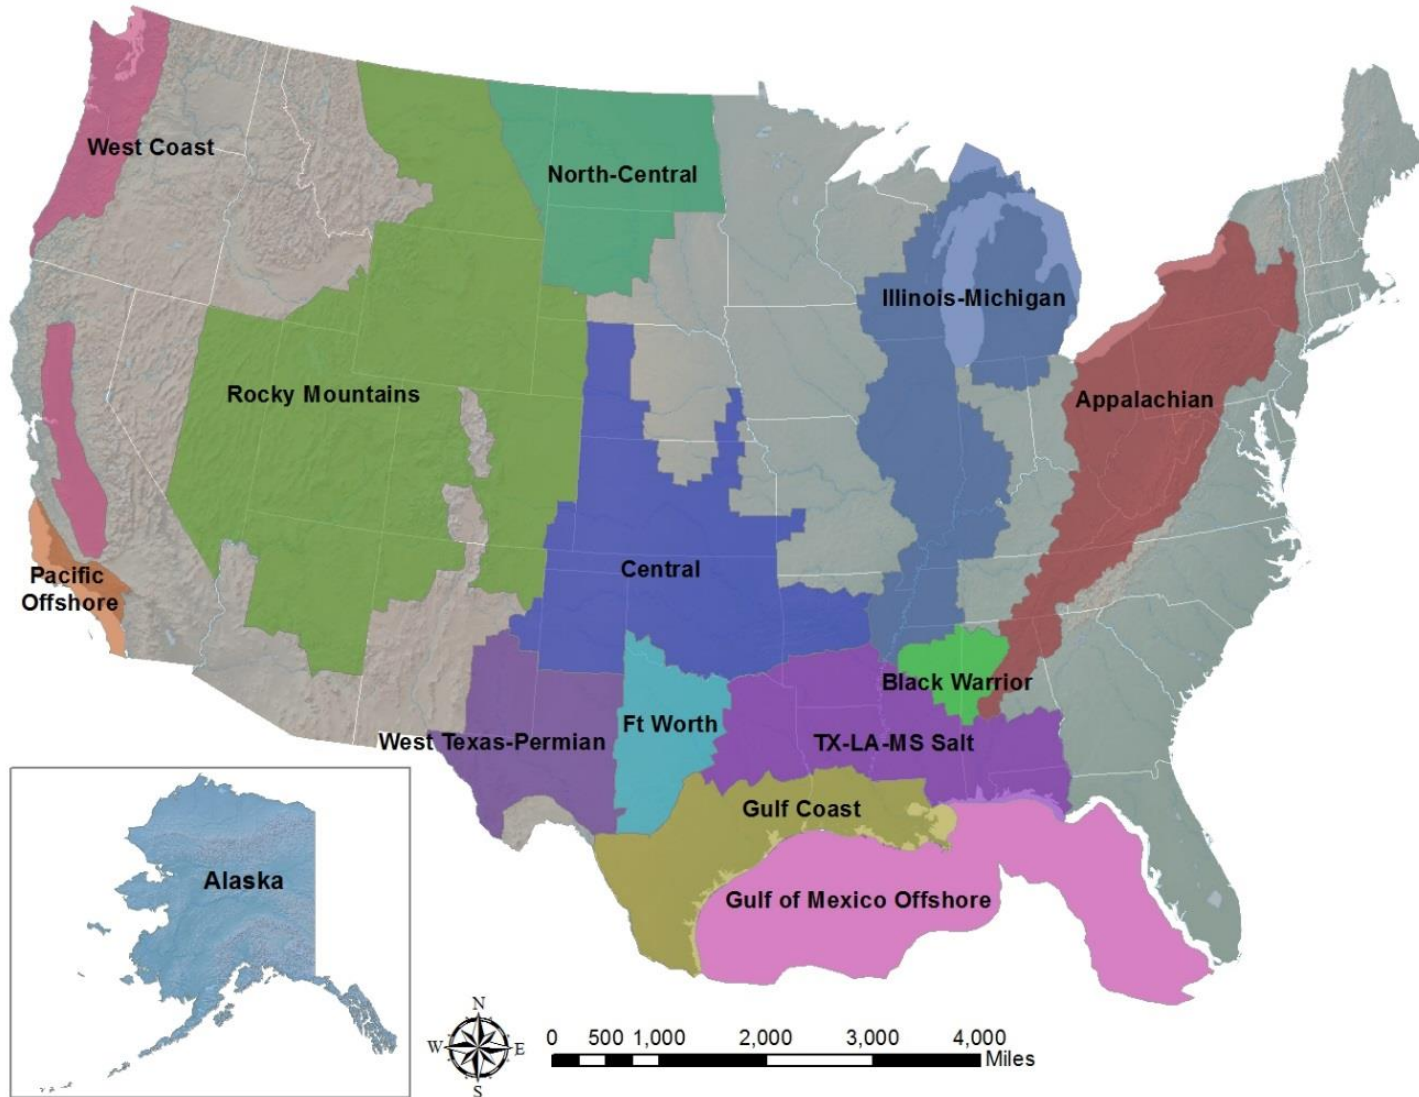 West Coast
North-Central
Illinois-Michigan
Rocky Mountains
Appalachian
Central
Pacific
Offshore
Black Warrior
Ft Worth
West Texas-Permian
TX-LA-MS Salt
Gulf Coast
Alaska
Gulf of Mexico Offshore
N
W E
S
0 500 1,000 2,000 3,000 4,000
Miles